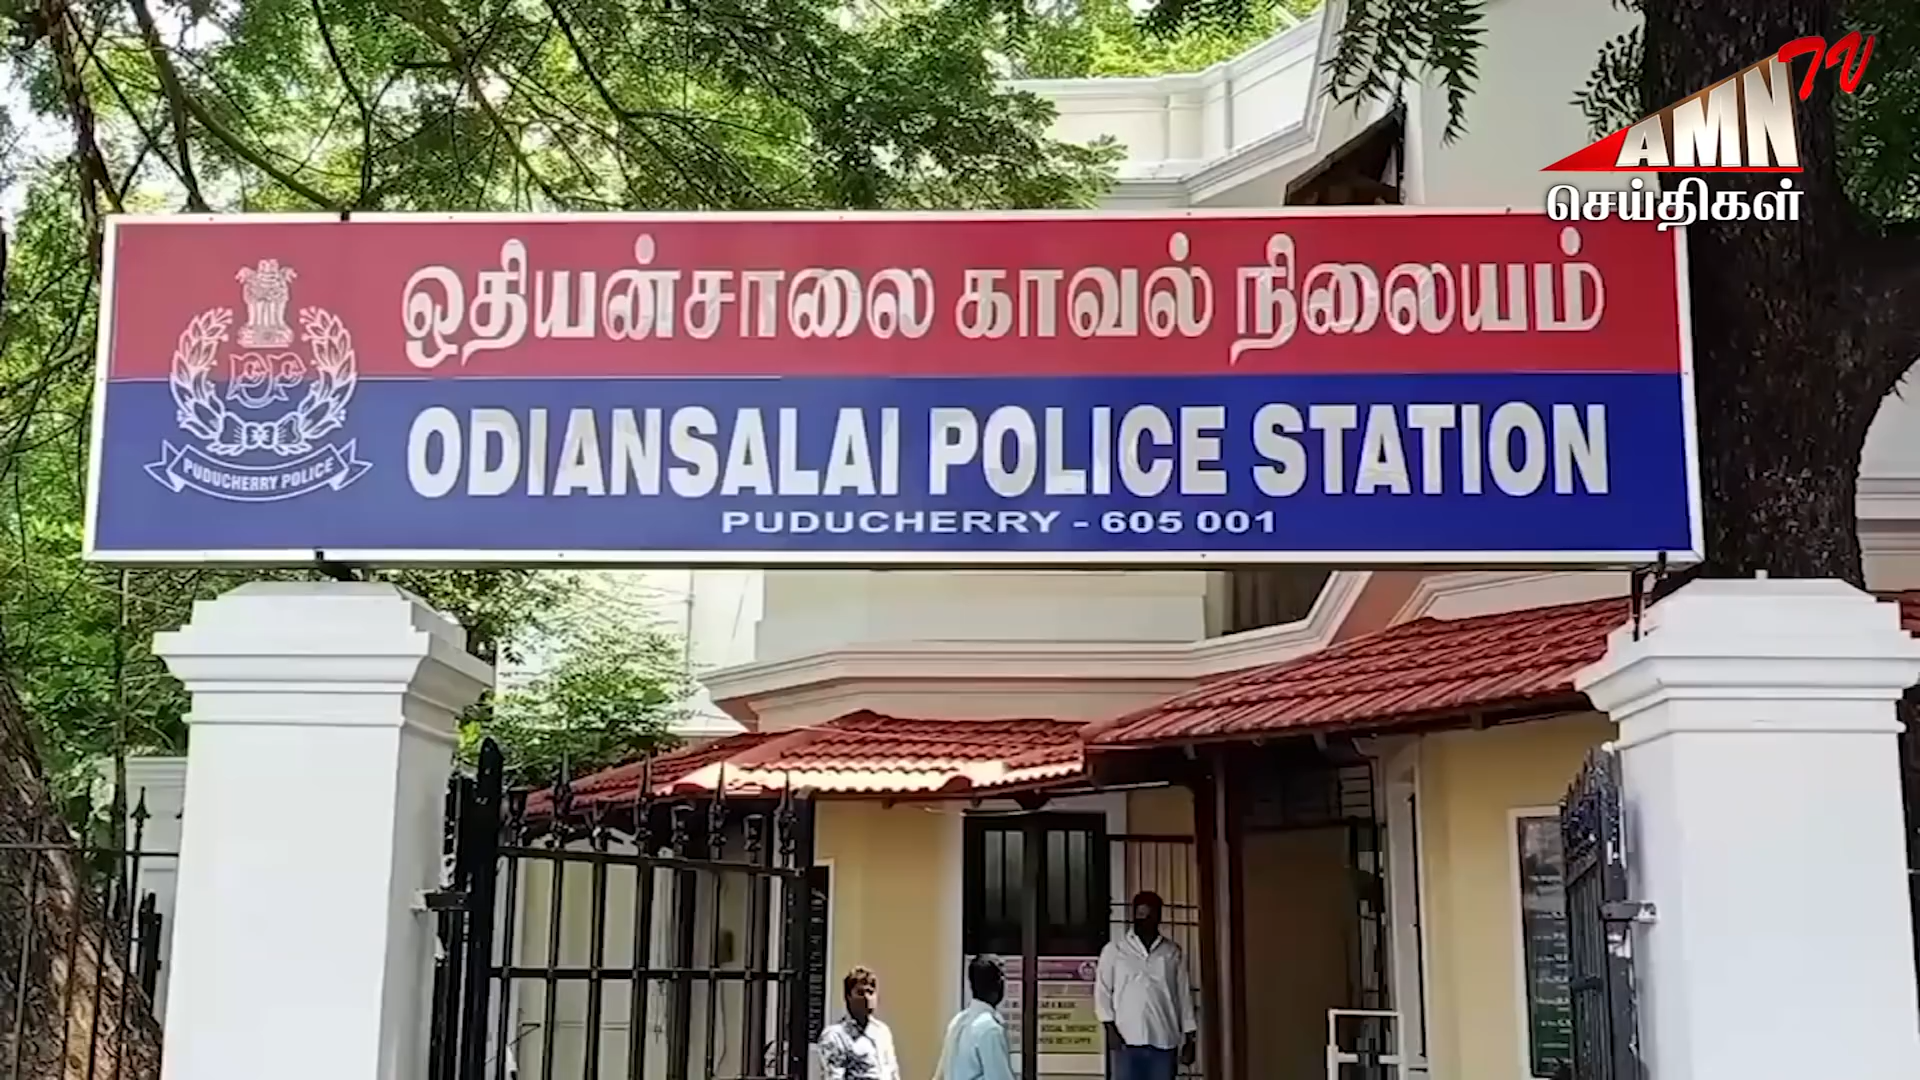 AMN TV
செய்திகள்
ஒதியன்சாலை காவல் நிலையம்
PUDUCHERRY POLICE
ODIANSALAI POLICE STATION
PUDUCHERRY - 605 001